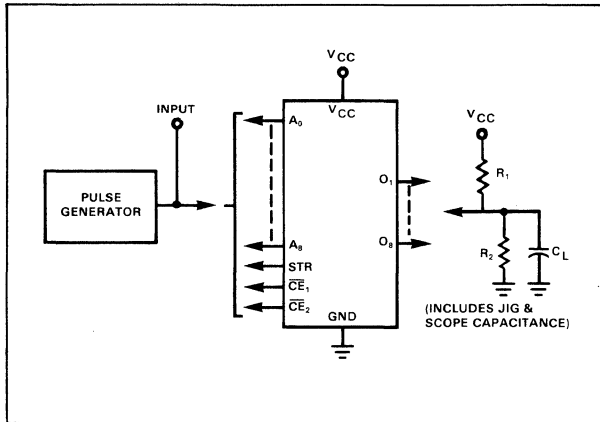 VCC
INPUT
VCC
A0
VCC
O1
R1
PULSE
GENERATOR
A8
O8
R2
CL
STR
CE1
CE2
GND
(INCLUDES JIG &
SCOPE CAPACITANCE)